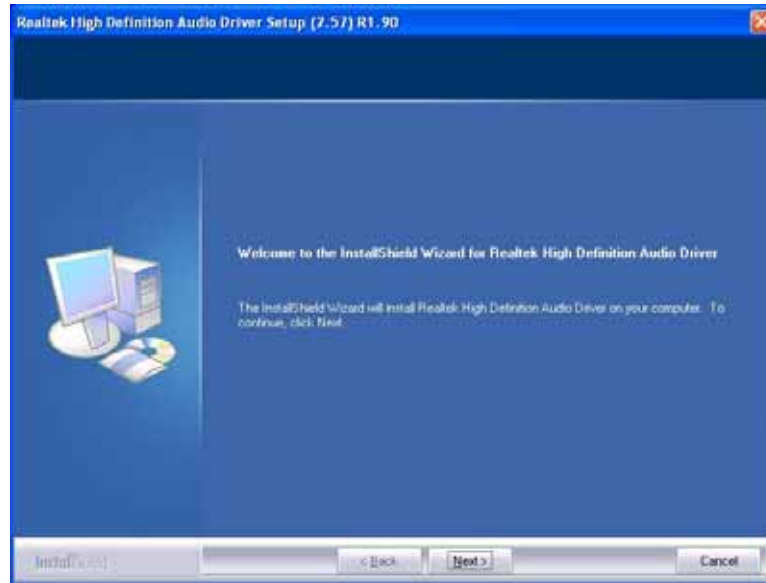 Realtek High Definition Audio Driver Setup (2.57) R1.90
Welcome to the InstallShield Wizard for Realtek High Definition Audio Driver
The InstallShield Wizard will install Realtek High Definition Audio Driver on your computer. To
continue, click Next.
InstallShield
< Back
Next >
Cancel